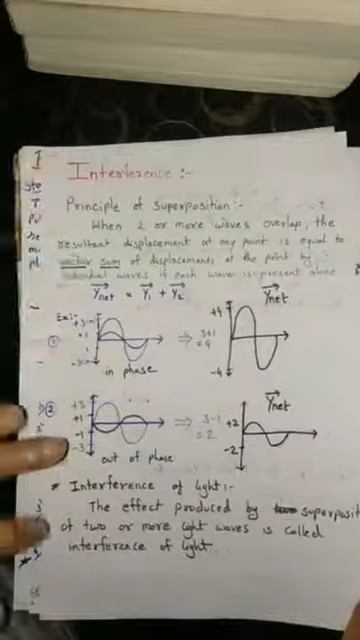 Interference :-
Principle of superposition :-
When 2 or more waves overlap, the
resultant displacement at any point is equal to
vector sum of displacements at the point by
individual waves if each wave is present alone
Ynet = Y1 + Y2
Ex:-
① +3 +1 -3 in phase ⇒ 3+1 = 4 Ynet +4 -4
② +3 +1 -1 -3 out of phase ⇒ 3-1 = 2 Ynet +2 -2
* Interference of light :-
The effect produced by superposit
of two or more light waves is called
interference of light.